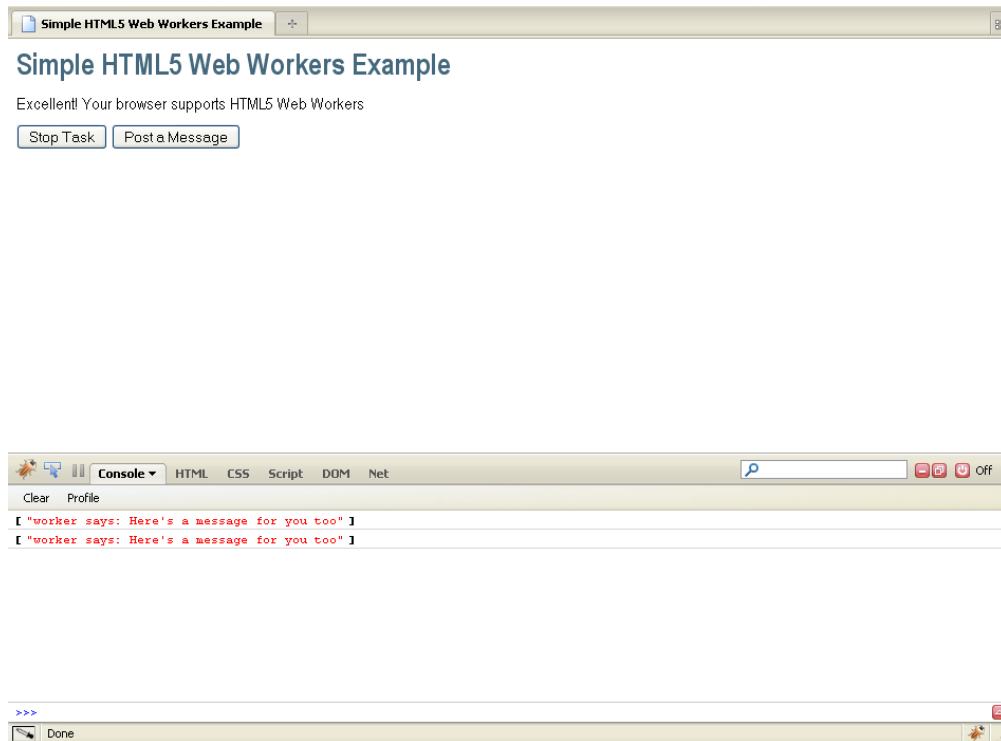 Simple HTML5 Web Workers Example
Simple HTML5 Web Workers Example
Excellent! Your browser supports HTML5 Web Workers
Stop Task Post a Message
Console HTML CSS Script DOM Net Off
Clear Profile
[ "worker says: Here's a message for you too" ]
[ "worker says: Here's a message for you too" ]
>>>
Done